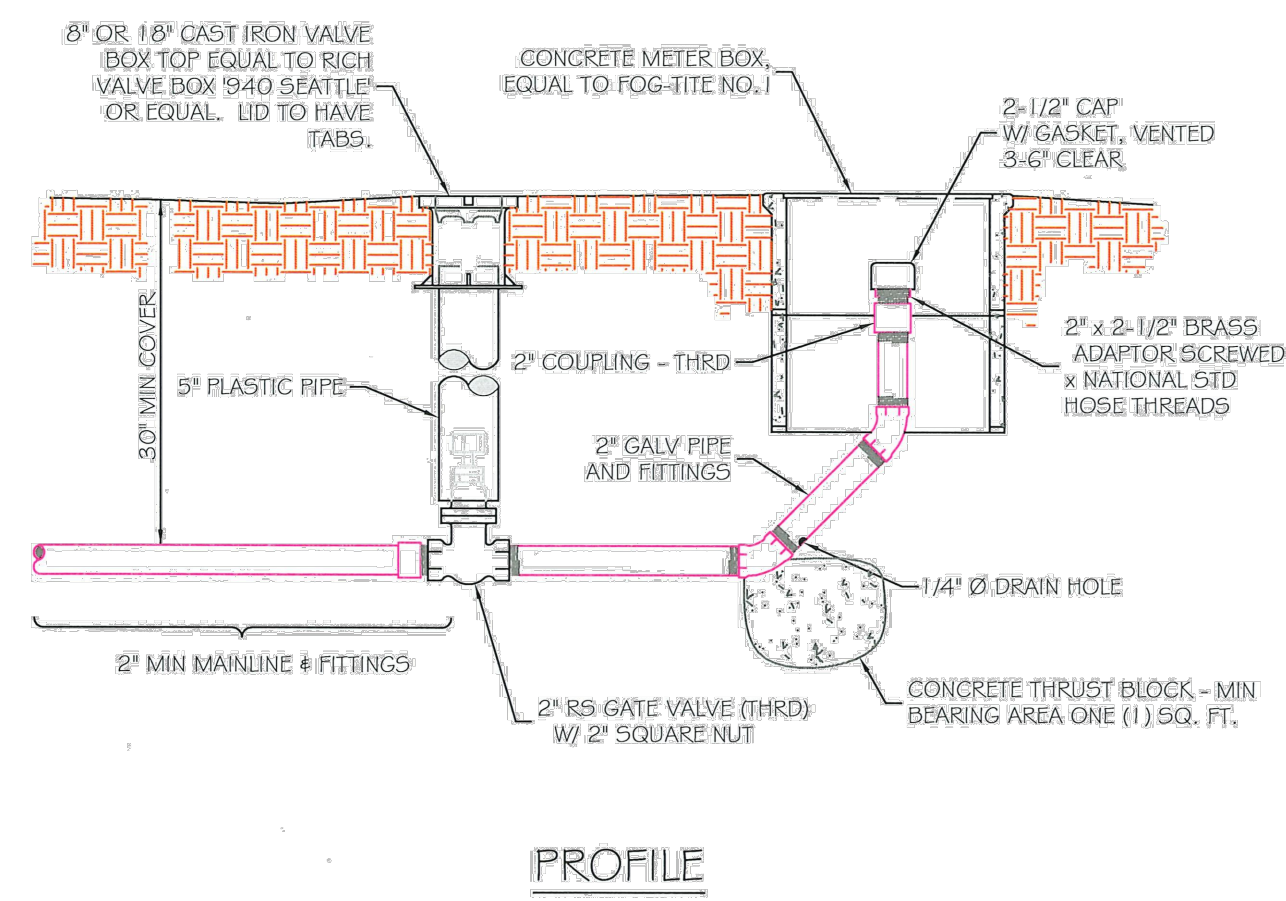 8" OR 18" CAST IRON VALVE
BOX TOP EQUAL TO RICH
VALVE BOX '940 SEATTLE'
OR EQUAL. LID TO HAVE
TABS.
CONCRETE METER BOX,
EQUAL TO FOG-TITE NO.1
2-1/2" CAP
W/ GASKET, VENTED
3-6" CLEAR
30" MIN COVER
5" PLASTIC PIPE
2" COUPLING - THRD
2" x 2-1/2" BRASS
ADAPTOR SCREWED
x NATIONAL STD
HOSE THREADS
2" GALV PIPE
AND FITTINGS
1/4" Ø DRAIN HOLE
2" MIN MAINLINE & FITTINGS
2" RS GATE VALVE (THRD)
W/ 2" SQUARE NUT
CONCRETE THRUST BLOCK - MIN
BEARING AREA ONE (1) SQ. FT.
PROFILE